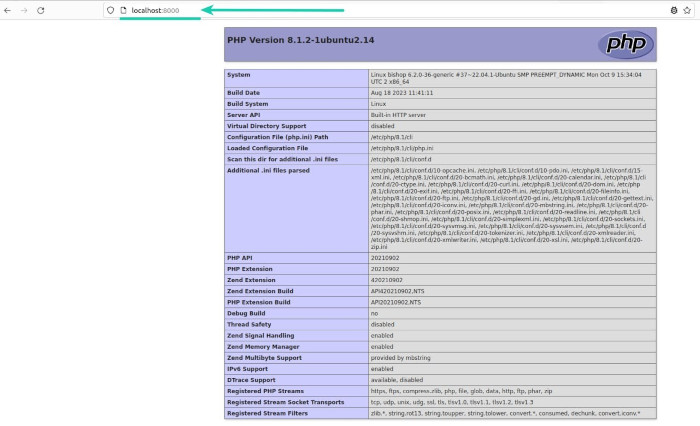 localhost:8000
PHP Version 8.1.2-1ubuntu2.14
php
System Linux bishop 6.2.0-36-generic #37~22.04.1-Ubuntu SMP PREEMPT_DYNAMIC Mon Oct 9 15:34:04
UTC 2 x86_64
Build Date Aug 18 2023 11:41:11
Build System Linux
Server API Built-in HTTP server
Virtual Directory Support disabled
Configuration File (php.ini) Path /etc/php/8.1/cli
Loaded Configuration File /etc/php/8.1/cli/php.ini
Scan this dir for additional .ini files /etc/php/8.1/cli/conf.d
Additional .ini files parsed /etc/php/8.1/cli/conf.d/10-opcache.ini, /etc/php/8.1/cli/conf.d/10-pdo.ini, /etc/php/8.1/cli/conf.d/15-
xml.ini, /etc/php/8.1/cli/conf.d/20-bcmath.ini, /etc/php/8.1/cli/conf.d/20-calendar.ini, /etc/php/8.1/cli
/conf.d/20-ctype.ini, /etc/php/8.1/cli/conf.d/20-curl.ini, /etc/php/8.1/cli/conf.d/20-dom.ini, /etc/php
/8.1/cli/conf.d/20-exif.ini, /etc/php/8.1/cli/conf.d/20-ffi.ini, /etc/php/8.1/cli/conf.d/20-fileinfo.ini,
/etc/php/8.1/cli/conf.d/20-ftp.ini, /etc/php/8.1/cli/conf.d/20-gd.ini, /etc/php/8.1/cli/conf.d/20-gettext.ini,
/etc/php/8.1/cli/conf.d/20-iconv.ini, /etc/php/8.1/cli/conf.d/20-mbstring.ini, /etc/php/8.1/cli/conf.d/20-
phar.ini, /etc/php/8.1/cli/conf.d/20-posix.ini, /etc/php/8.1/cli/conf.d/20-readline.ini, /etc/php/8.1/cli
/conf.d/20-shmop.ini, /etc/php/8.1/cli/conf.d/20-simplexml.ini, /etc/php/8.1/cli/conf.d/20-sockets.ini,
/etc/php/8.1/cli/conf.d/20-sysvmsg.ini, /etc/php/8.1/cli/conf.d/20-sysvsem.ini, /etc/php/8.1/cli/conf.d
/20-sysvshm.ini, /etc/php/8.1/cli/conf.d/20-tokenizer.ini, /etc/php/8.1/cli/conf.d/20-xmlreader.ini,
/etc/php/8.1/cli/conf.d/20-xmlwriter.ini, /etc/php/8.1/cli/conf.d/20-xsl.ini, /etc/php/8.1/cli/conf.d/20-
zip.ini
PHP API 20210902
PHP Extension 20210902
Zend Extension 420210902
Zend Extension Build API420210902,NTS
PHP Extension Build API20210902,NTS
Debug Build no
Thread Safety disabled
Zend Signal Handling enabled
Zend Memory Manager enabled
Zend Multibyte Support provided by mbstring
IPv6 Support enabled
DTrace Support available, disabled
Registered PHP Streams https, ftps, compress.zlib, php, file, glob, data, http, ftp, phar, zip
Registered Stream Socket Transports tcp, udp, unix, udg, ssl, tls, tlsv1.0, tlsv1.1, tlsv1.2, tlsv1.3
Registered Stream Filters zlib.*, string.rot13, string.toupper, string.tolower, convert.*, consumed, dechunk, convert.iconv.*